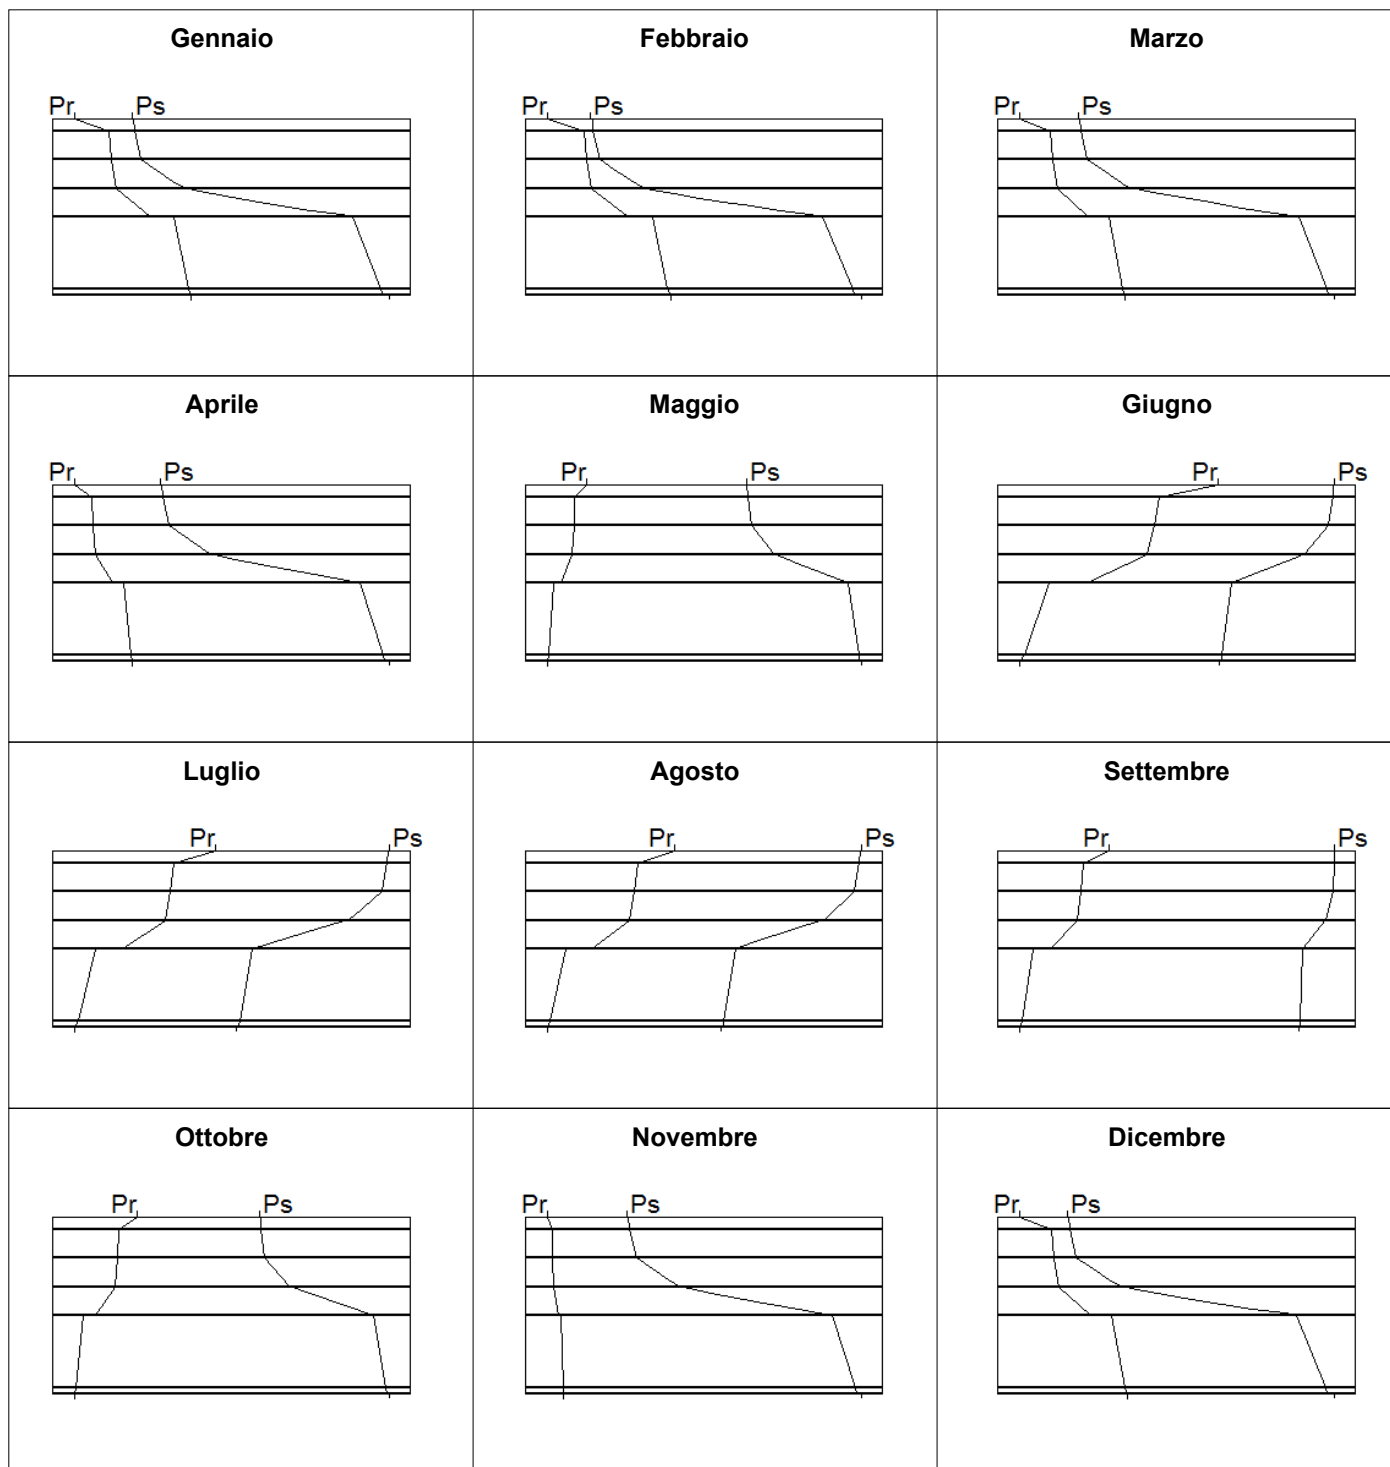 Gennaio Febbraio Marzo
Pr Ps Pr Ps Pr Ps
Aprile Maggio Giugno
Pr Ps Pr Ps Pr Ps
Luglio Agosto Settembre
Pr Ps Pr Ps Pr Ps
Ottobre Novembre Dicembre
Pr Ps Pr Ps Pr Ps